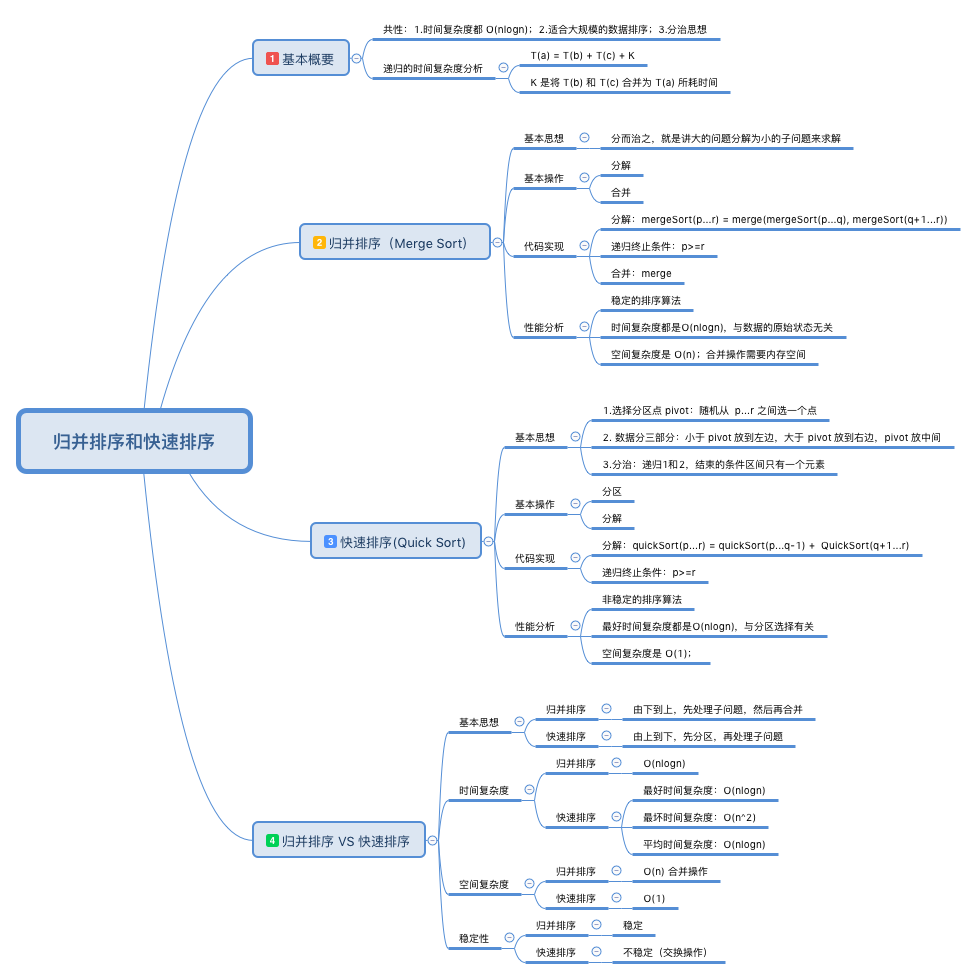 归并排序和快速排序
1 基本概要
共性：1.时间复杂度都 O(nlogn)；2.适合大规模的数据排序；3.分治思想
递归的时间复杂度分析
T(a) = T(b) + T(c) + K
K 是将 T(b) 和 T(c) 合并为 T(a) 所耗时间
2 归并排序（Merge Sort)
基本思想
分而治之，就是讲大的问题分解为小的子问题来求解
基本操作
分解
合并
代码实现
分解：mergeSort(p...r) = merge(mergeSort(p...q), mergeSort(q+1...r))
递归终止条件：p>=r
合并：merge
性能分析
稳定的排序算法
时间复杂度都是O(nlogn)，与数据的原始状态无关
空间复杂度是 O(n)；合并操作需要内存空间
3 快速排序(Quick Sort)
基本思想
1.选择分区点 pivot：随机从 p...r 之间选一个点
2. 数据分三部分：小于 pivot 放到左边，大于 pivot 放到右边，pivot 放中间
3.分治：递归1和2，结束的条件区间只有一个元素
基本操作
分区
分解
代码实现
分解：quickSort(p...r) = quickSort(p...q-1) + QuickSort(q+1...r)
递归终止条件：p>=r
性能分析
非稳定的排序算法
最好时间复杂度都是O(nlogn)，与分区选择有关
空间复杂度是 O(1)；
4 归并排序 VS 快速排序
基本思想
归并排序
由下到上，先处理子问题，然后再合并
快速排序
由上到下，先分区，再处理子问题
时间复杂度
归并排序
O(nlogn)
快速排序
最好时间复杂度：O(nlogn)
最坏时间复杂度：O(n^2)
平均时间复杂度：O(nlogn)
空间复杂度
归并排序
O(n) 合并操作
快速排序
O(1)
稳定性
归并排序
稳定
快速排序
不稳定（交换操作）